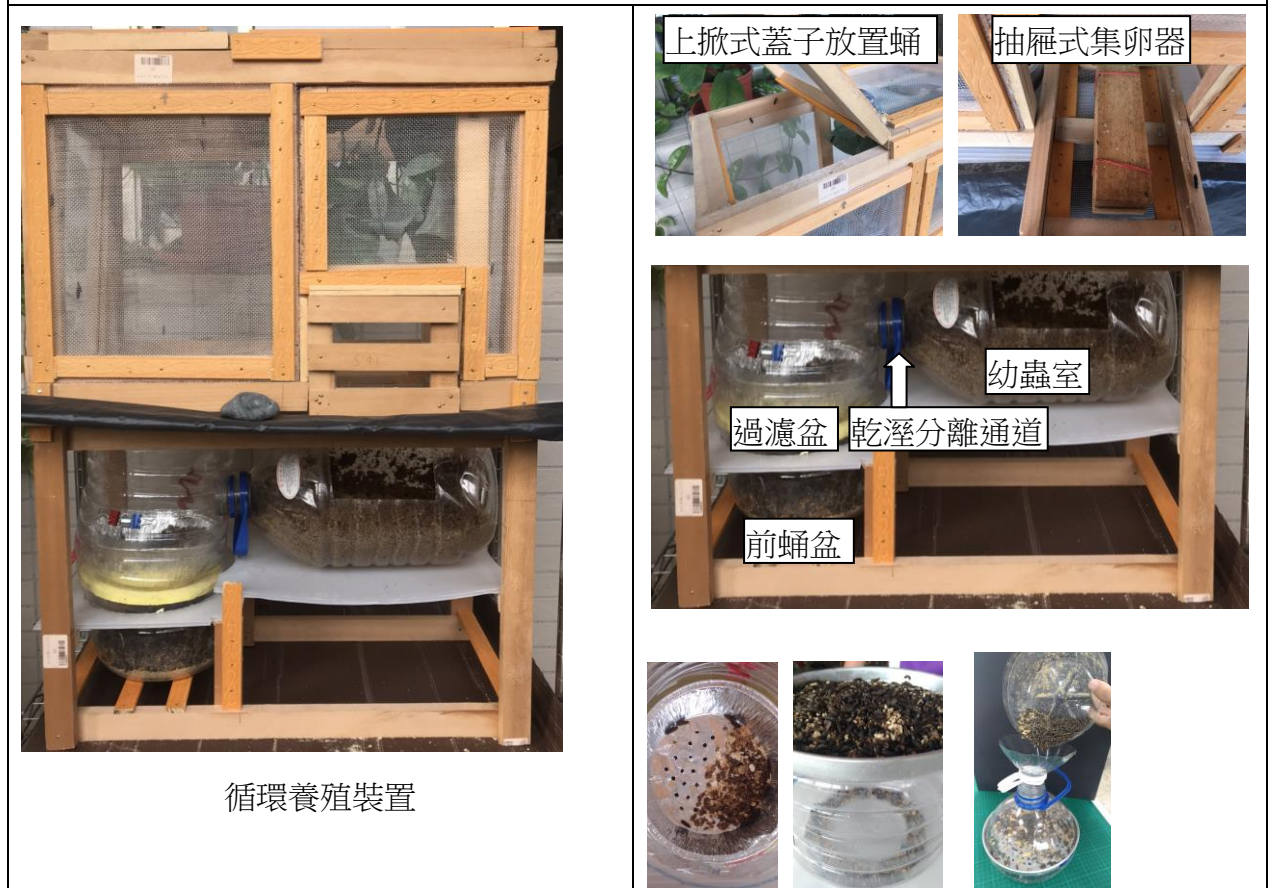 循環養殖裝置
上掀式蓋子放置蛹
抽屜式集卵器
幼蟲室
過濾盆
乾溼分離通道
前蛹盆